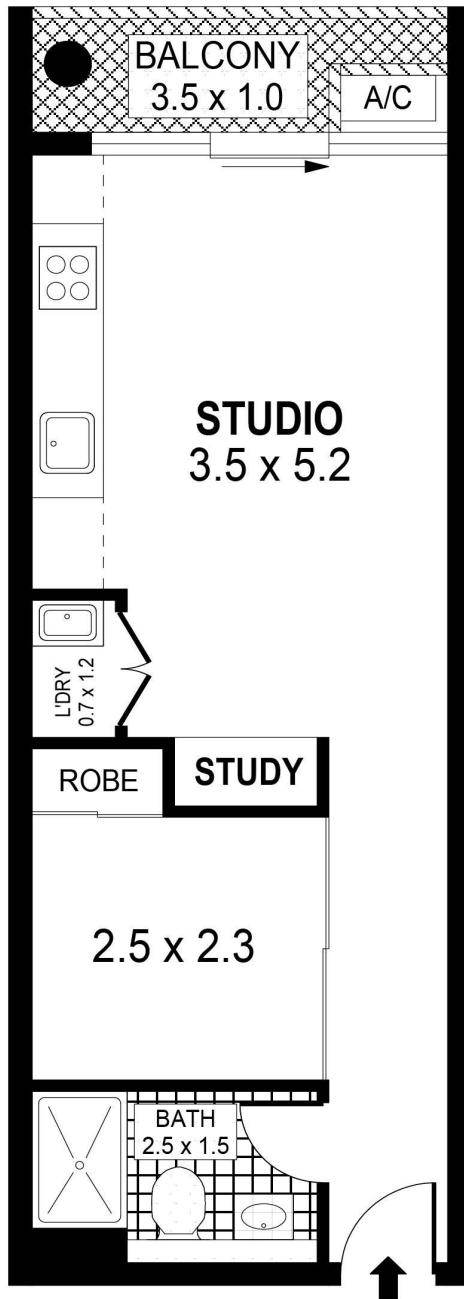 BALCONY
3.5 x 1.0
A/C
STUDIO
3.5 x 5.2
L'DRY
0.7 x 1.2
ROBE
STUDY
2.5 x 2.3
BATH
2.5 x 1.5